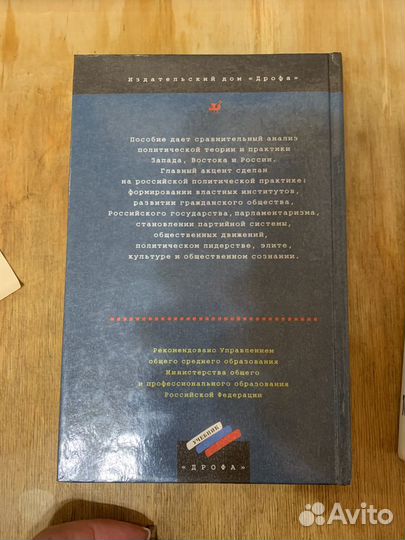 Издательский дом «Дрофа»
Пособие дает сравнительный анализ
политической теории и практики
Запада, Востока и России.
Главный акцент сделан
на российской политической практике:
формировании властных институтов,
развитии гражданского общества,
Российского государства, парламентаризма,
становлении партийной системы,
общественных движений,
политическом лидерстве, элите,
культуре и общественном сознании.
Рекомендовано Управлением
общего среднего образования
Министерства общего
и профессионального образования
Российской Федерации
УЧЕБНИК
«ДРОФА»
Avito